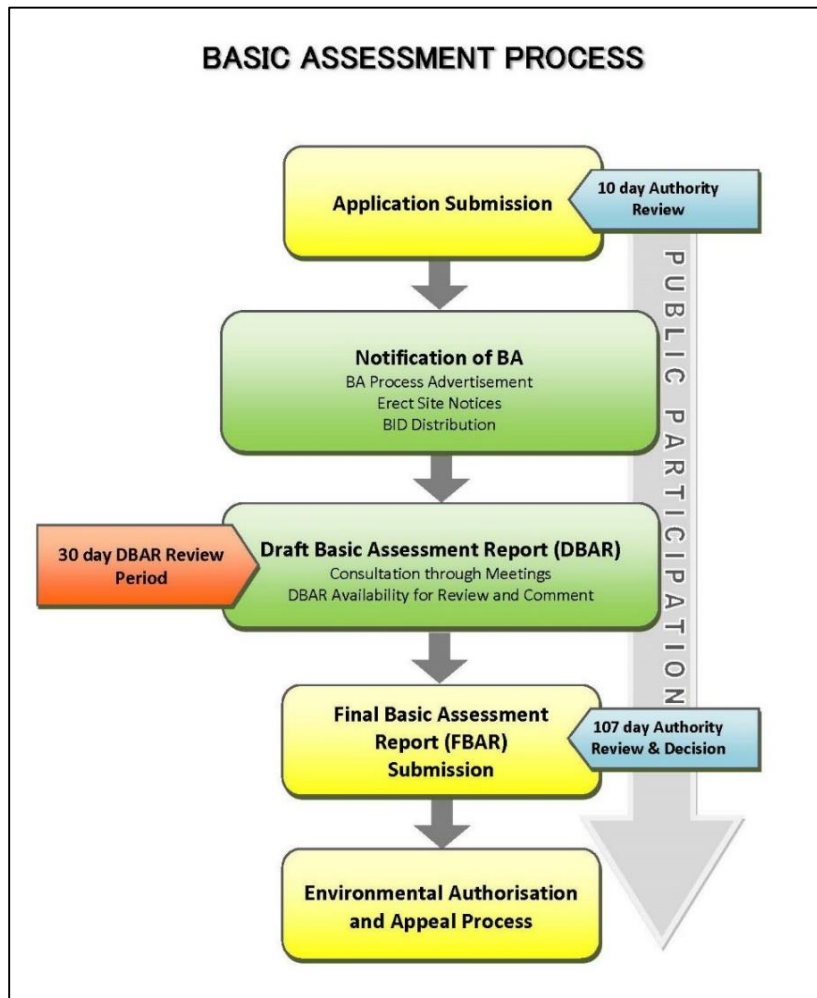 BASIC ASSESSMENT PROCESS
Application Submission
10 day Authority
Review
PUBLIC PARTICIPATION
Notification of BA
BA Process Advertisement
Erect Site Notices
BID Distribution
30 day DBAR Review
Period
Draft Basic Assessment Report (DBAR)
Consultation through Meetings
DBAR Availability for Review and Comment
Final Basic Assessment
Report (FBAR)
Submission
107 day Authority
Review & Decision
Environmental Authorisation
and Appeal Process